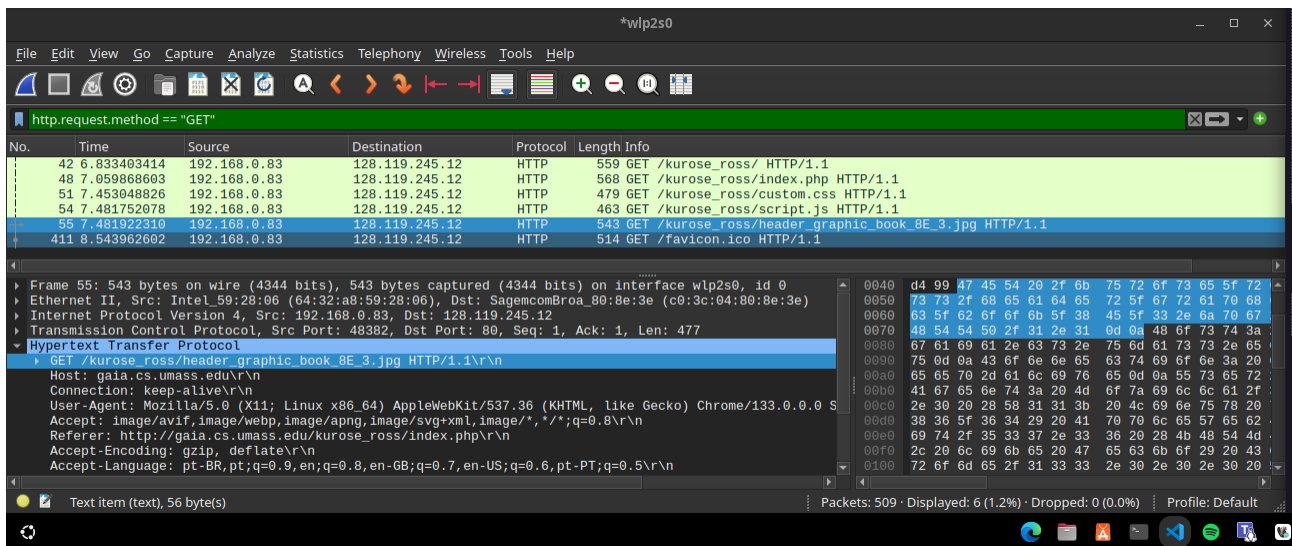 *wlp2s0
File Edit View Go Capture Analyze Statistics Telephony Wireless Tools Help
http.request.method == "GET"
No. Time Source Destination Protocol Length Info
42 6.833403414 192.168.0.83 128.119.245.12 HTTP 559 GET /kurose_ross/ HTTP/1.1
48 7.059868603 192.168.0.83 128.119.245.12 HTTP 568 GET /kurose_ross/index.php HTTP/1.1
51 7.453048826 192.168.0.83 128.119.245.12 HTTP 479 GET /kurose_ross/custom.css HTTP/1.1
54 7.481752078 192.168.0.83 128.119.245.12 HTTP 463 GET /kurose_ross/script.js HTTP/1.1
55 7.481922310 192.168.0.83 128.119.245.12 HTTP 543 GET /kurose_ross/header_graphic_book_8E_3.jpg HTTP/1.1
411 8.543962602 192.168.0.83 128.119.245.12 HTTP 514 GET /favicon.ico HTTP/1.1
Frame 55: 543 bytes on wire (4344 bits), 543 bytes captured (4344 bits) on interface wlp2s0, id 0
Ethernet II, Src: Intel_59:28:06 (64:32:a8:59:28:06), Dst: SagemcomBroa_80:8e:3e (c0:3c:04:80:8e:3e)
Internet Protocol Version 4, Src: 192.168.0.83, Dst: 128.119.245.12
Transmission Control Protocol, Src Port: 48382, Dst Port: 80, Seq: 1, Ack: 1, Len: 477
Hypertext Transfer Protocol
GET /kurose_ross/header_graphic_book_8E_3.jpg HTTP/1.1\r\n
Host: gaia.cs.umass.edu\r\n
Connection: keep-alive\r\n
User-Agent: Mozilla/5.0 (X11; Linux x86_64) AppleWebKit/537.36 (KHTML, like Gecko) Chrome/133.0.0.0 S
Accept: image/avif,image/webp,image/apng,image/svg+xml,image/*,*/*;q=0.8\r\n
Referer: http://gaia.cs.umass.edu/kurose_ross/index.php\r\n
Accept-Encoding: gzip, deflate\r\n
Accept-Language: pt-BR,pt;q=0.9,en;q=0.8,en-GB;q=0.7,en-US;q=0.6,pt-PT;q=0.5\r\n
0040 d4 99 47 45 54 20 2f 6b 75 72 6f 73 65 5f 72
0050 73 73 2f 68 65 61 64 65 72 5f 67 72 61 70 68
0060 63 5f 62 6f 6f 6b 5f 38 45 5f 33 2e 6a 70 67
0070 48 54 54 50 2f 31 2e 31 0d 0a 48 6f 73 74 3a
0080 67 61 69 61 2e 63 73 2e 75 6d 61 73 73 2e 65
0090 75 0d 0a 43 6f 6e 6e 65 63 74 69 6f 6e 3a 20
00a0 65 65 70 2d 61 6c 69 76 65 0d 0a 55 73 65 72
00b0 41 67 65 6e 74 3a 20 4d 6f 7a 69 6c 6c 61 2f
00c0 2e 30 20 28 58 31 31 3b 20 4c 69 6e 75 78 20
00d0 38 36 5f 36 34 29 20 41 70 70 6c 65 57 65 62
00e0 69 74 2f 35 33 37 2e 33 36 20 28 4b 48 54 4d
00f0 2c 20 6c 69 6b 65 20 47 65 63 6b 6f 29 20 43
0100 72 6f 6d 65 2f 31 33 33 2e 30 2e 30 2e 30 20
Text item (text), 56 byte(s)
Packets: 509 · Displayed: 6 (1.2%) · Dropped: 0 (0.0%)
Profile: Default